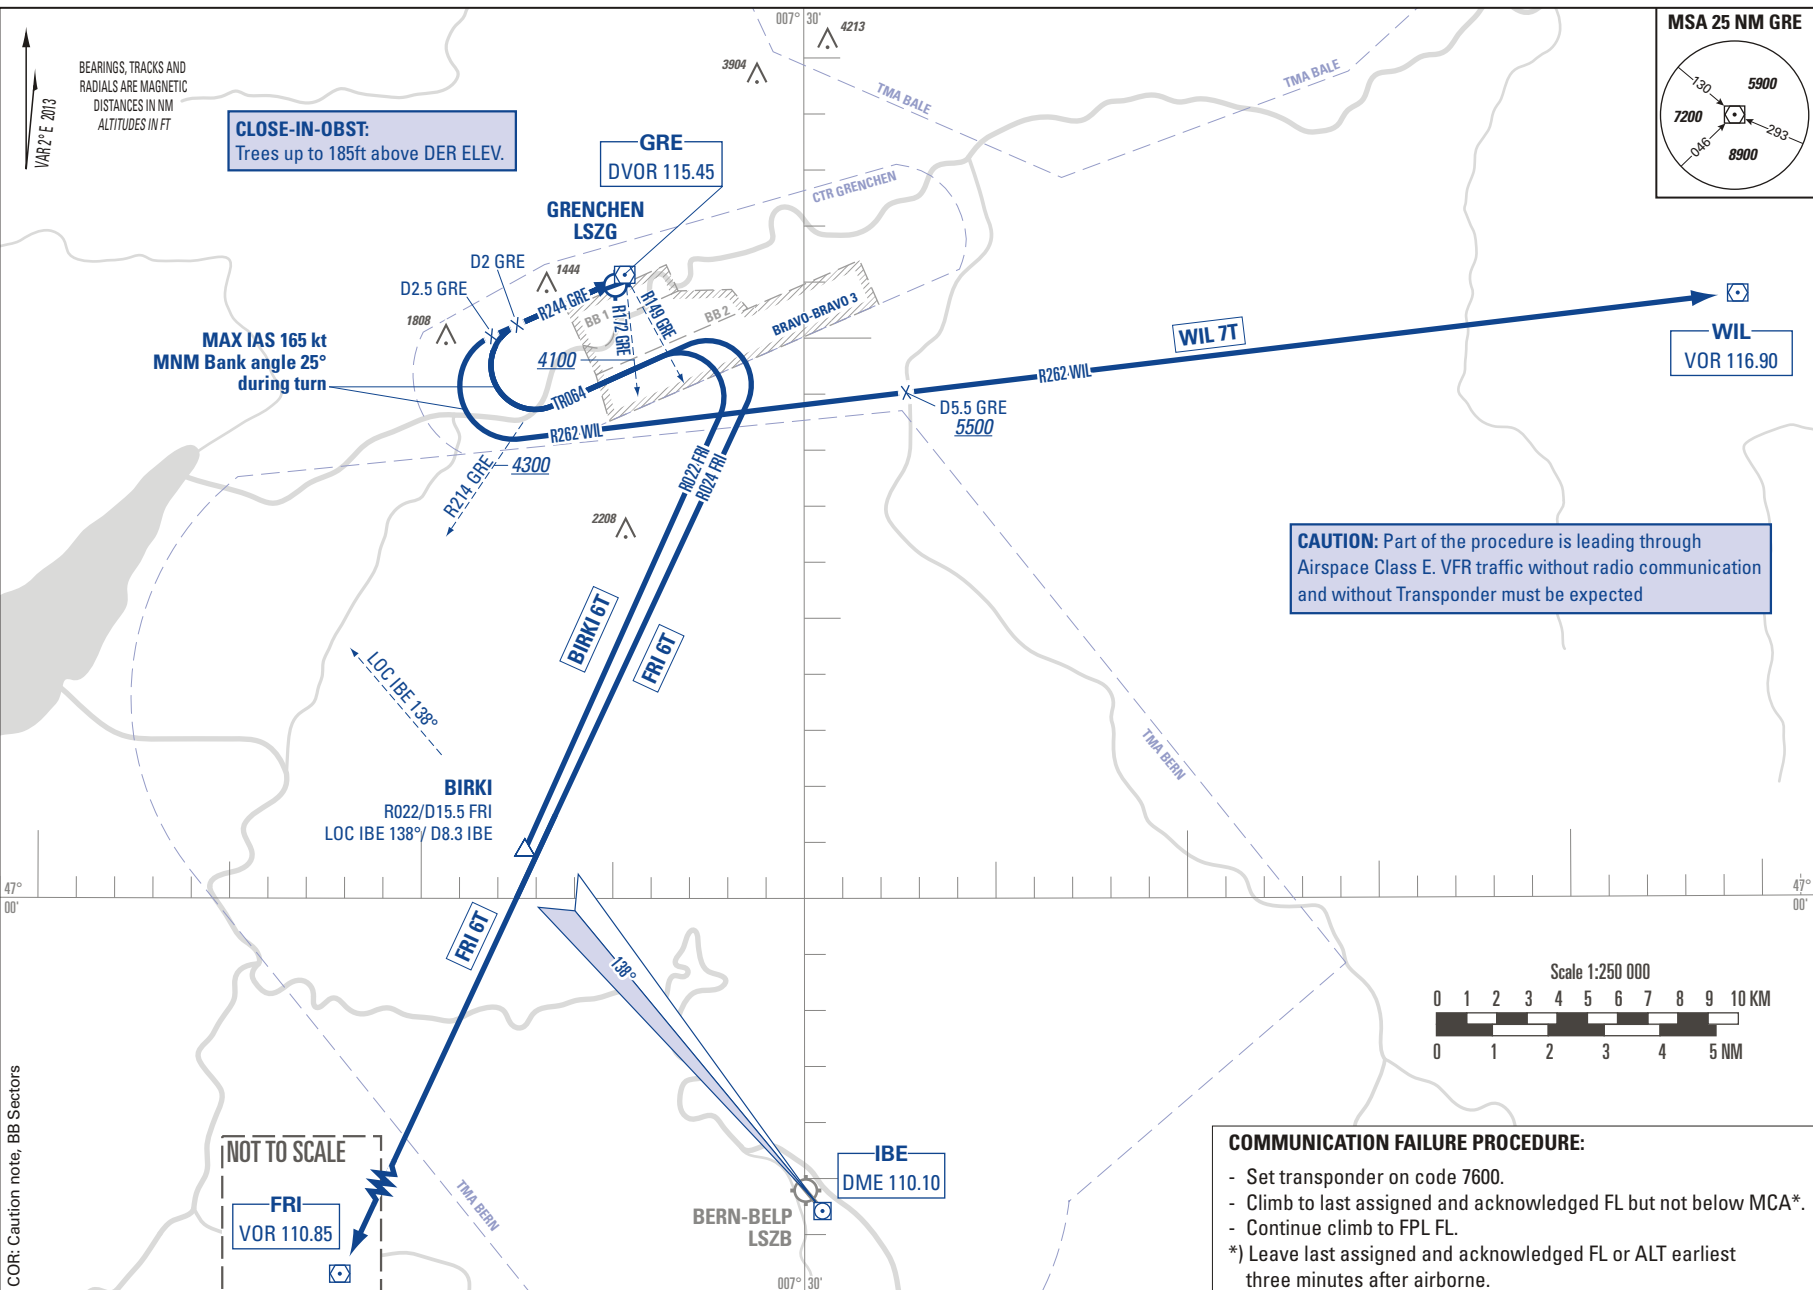 007° 30'
4213
3904
TMA BALE
TMA BALE
MSA 25 NM GRE
130
5900
7200
293
046
8900
VAR 2° E 2013
BEARINGS, TRACKS AND
RADIALS ARE MAGNETIC
DISTANCES IN NM
ALTITUDES IN FT
CLOSE-IN-OBST:
Trees up to 185ft above DER ELEV.
GRE
DVOR 115.45
CTR GRENCHEN
GRENCHEN
LSZG
D2 GRE
1444
D2.5 GRE
R244 GRE
1808
BB 1
R172 GRE
R149 GRE
BB 2
BRAVO-BRAVO 3
MAX IAS 165 kt
MNM Bank angle 25°
during turn
4100
TR064
WIL 7T
WIL
VOR 116.90
R262 WIL
D5.5 GRE
5500
R262 WIL
4300
R214 GRE
R022 FRI
R024 FRI
2208
CAUTION: Part of the procedure is leading through
Airspace Class E. VFR traffic without radio communication
and without Transponder must be expected
BIRKI 6T
FRI 6T
LOC IBE 138°
TMA BERN
BIRKI
R022/D15.5 FRI
LOC IBE 138°/ D8.3 IBE
47°
00'
47°
00'
FRI 6T
138°
Scale 1:250 000
0 1 2 3 4 5 6 7 8 9 10 KM
0 1 2 3 4 5 NM
COR: Caution note, BB Sectors
NOT TO SCALE
FRI
VOR 110.85
TMA BERN
IBE
DME 110.10
BERN-BELP
LSZB
007° 30'
COMMUNICATION FAILURE PROCEDURE:
- Set transponder on code 7600.
- Climb to last assigned and acknowledged FL but not below MCA*.
- Continue climb to FPL FL.
*) Leave last assigned and acknowledged FL or ALT earliest
three minutes after airborne.